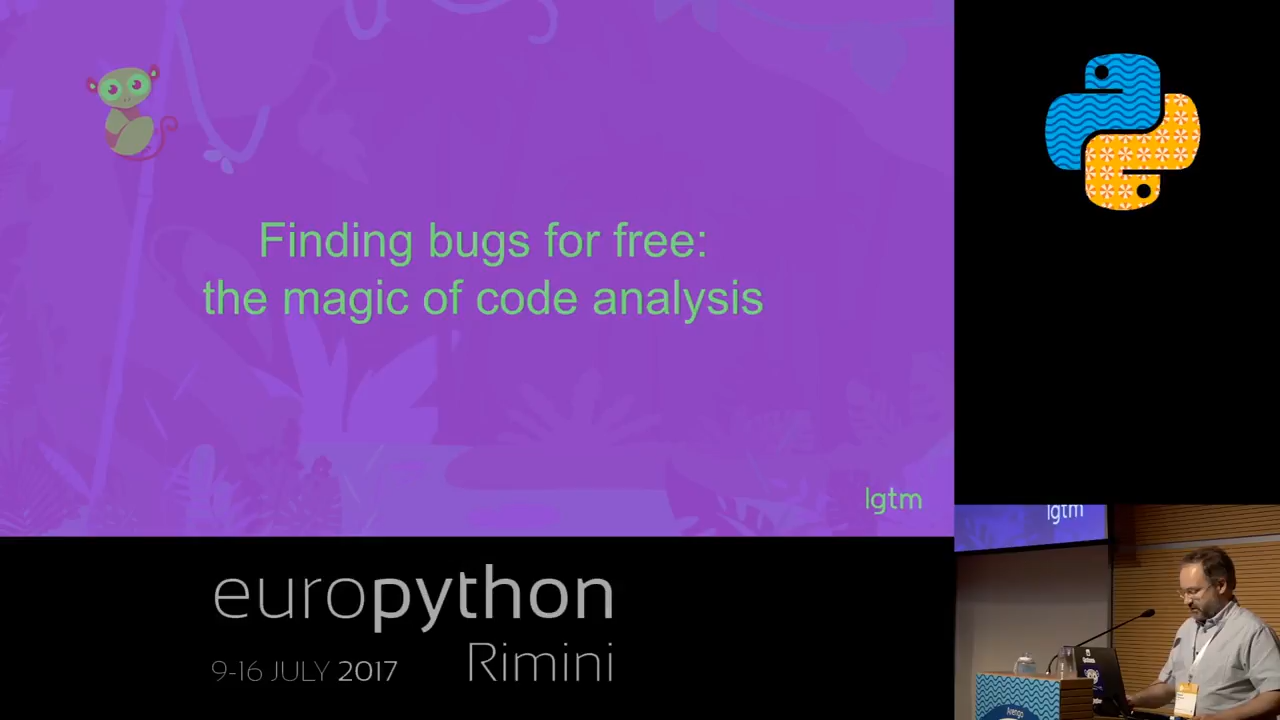 Finding bugs for free:
the magic of code analysis
lgtm
europython
Rimini
9-16 JULY 2017
lgtm